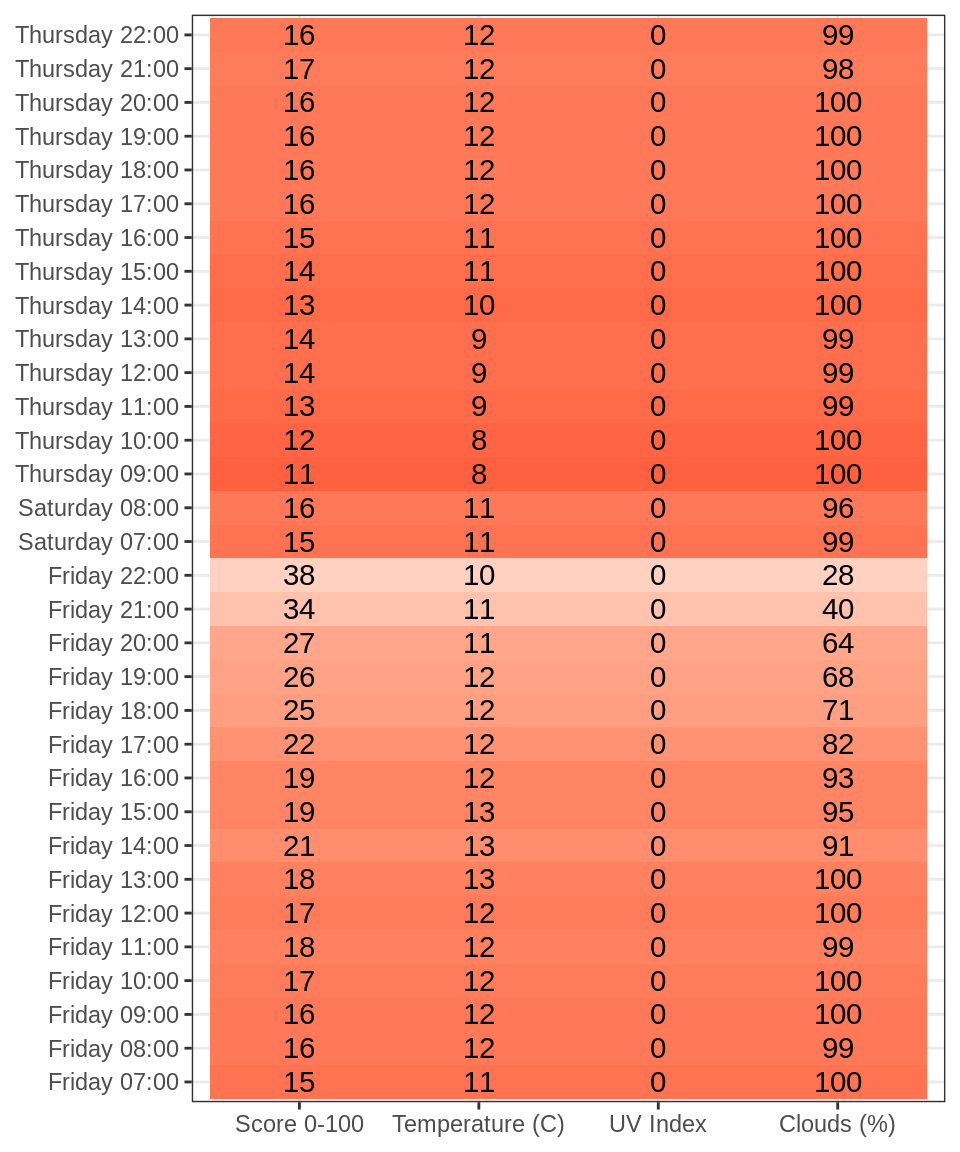 Thursday 22:00 16 12 0 99
Thursday 21:00 17 12 0 98
Thursday 20:00 16 12 0 100
Thursday 19:00 16 12 0 100
Thursday 18:00 16 12 0 100
Thursday 17:00 16 12 0 100
Thursday 16:00 15 11 0 100
Thursday 15:00 14 11 0 100
Thursday 14:00 13 10 0 100
Thursday 13:00 14 9 0 99
Thursday 12:00 14 9 0 99
Thursday 11:00 13 9 0 99
Thursday 10:00 12 8 0 100
Thursday 09:00 11 8 0 100
Saturday 08:00 16 11 0 96
Saturday 07:00 15 11 0 99
Friday 22:00 38 10 0 28
Friday 21:00 34 11 0 40
Friday 20:00 27 11 0 64
Friday 19:00 26 12 0 68
Friday 18:00 25 12 0 71
Friday 17:00 22 12 0 82
Friday 16:00 19 12 0 93
Friday 15:00 19 13 0 95
Friday 14:00 21 13 0 91
Friday 13:00 18 13 0 100
Friday 12:00 17 12 0 100
Friday 11:00 18 12 0 99
Friday 10:00 17 12 0 100
Friday 09:00 16 12 0 100
Friday 08:00 16 12 0 99
Friday 07:00 15 11 0 100
Score 0-100 Temperature (C) UV Index Clouds (%)